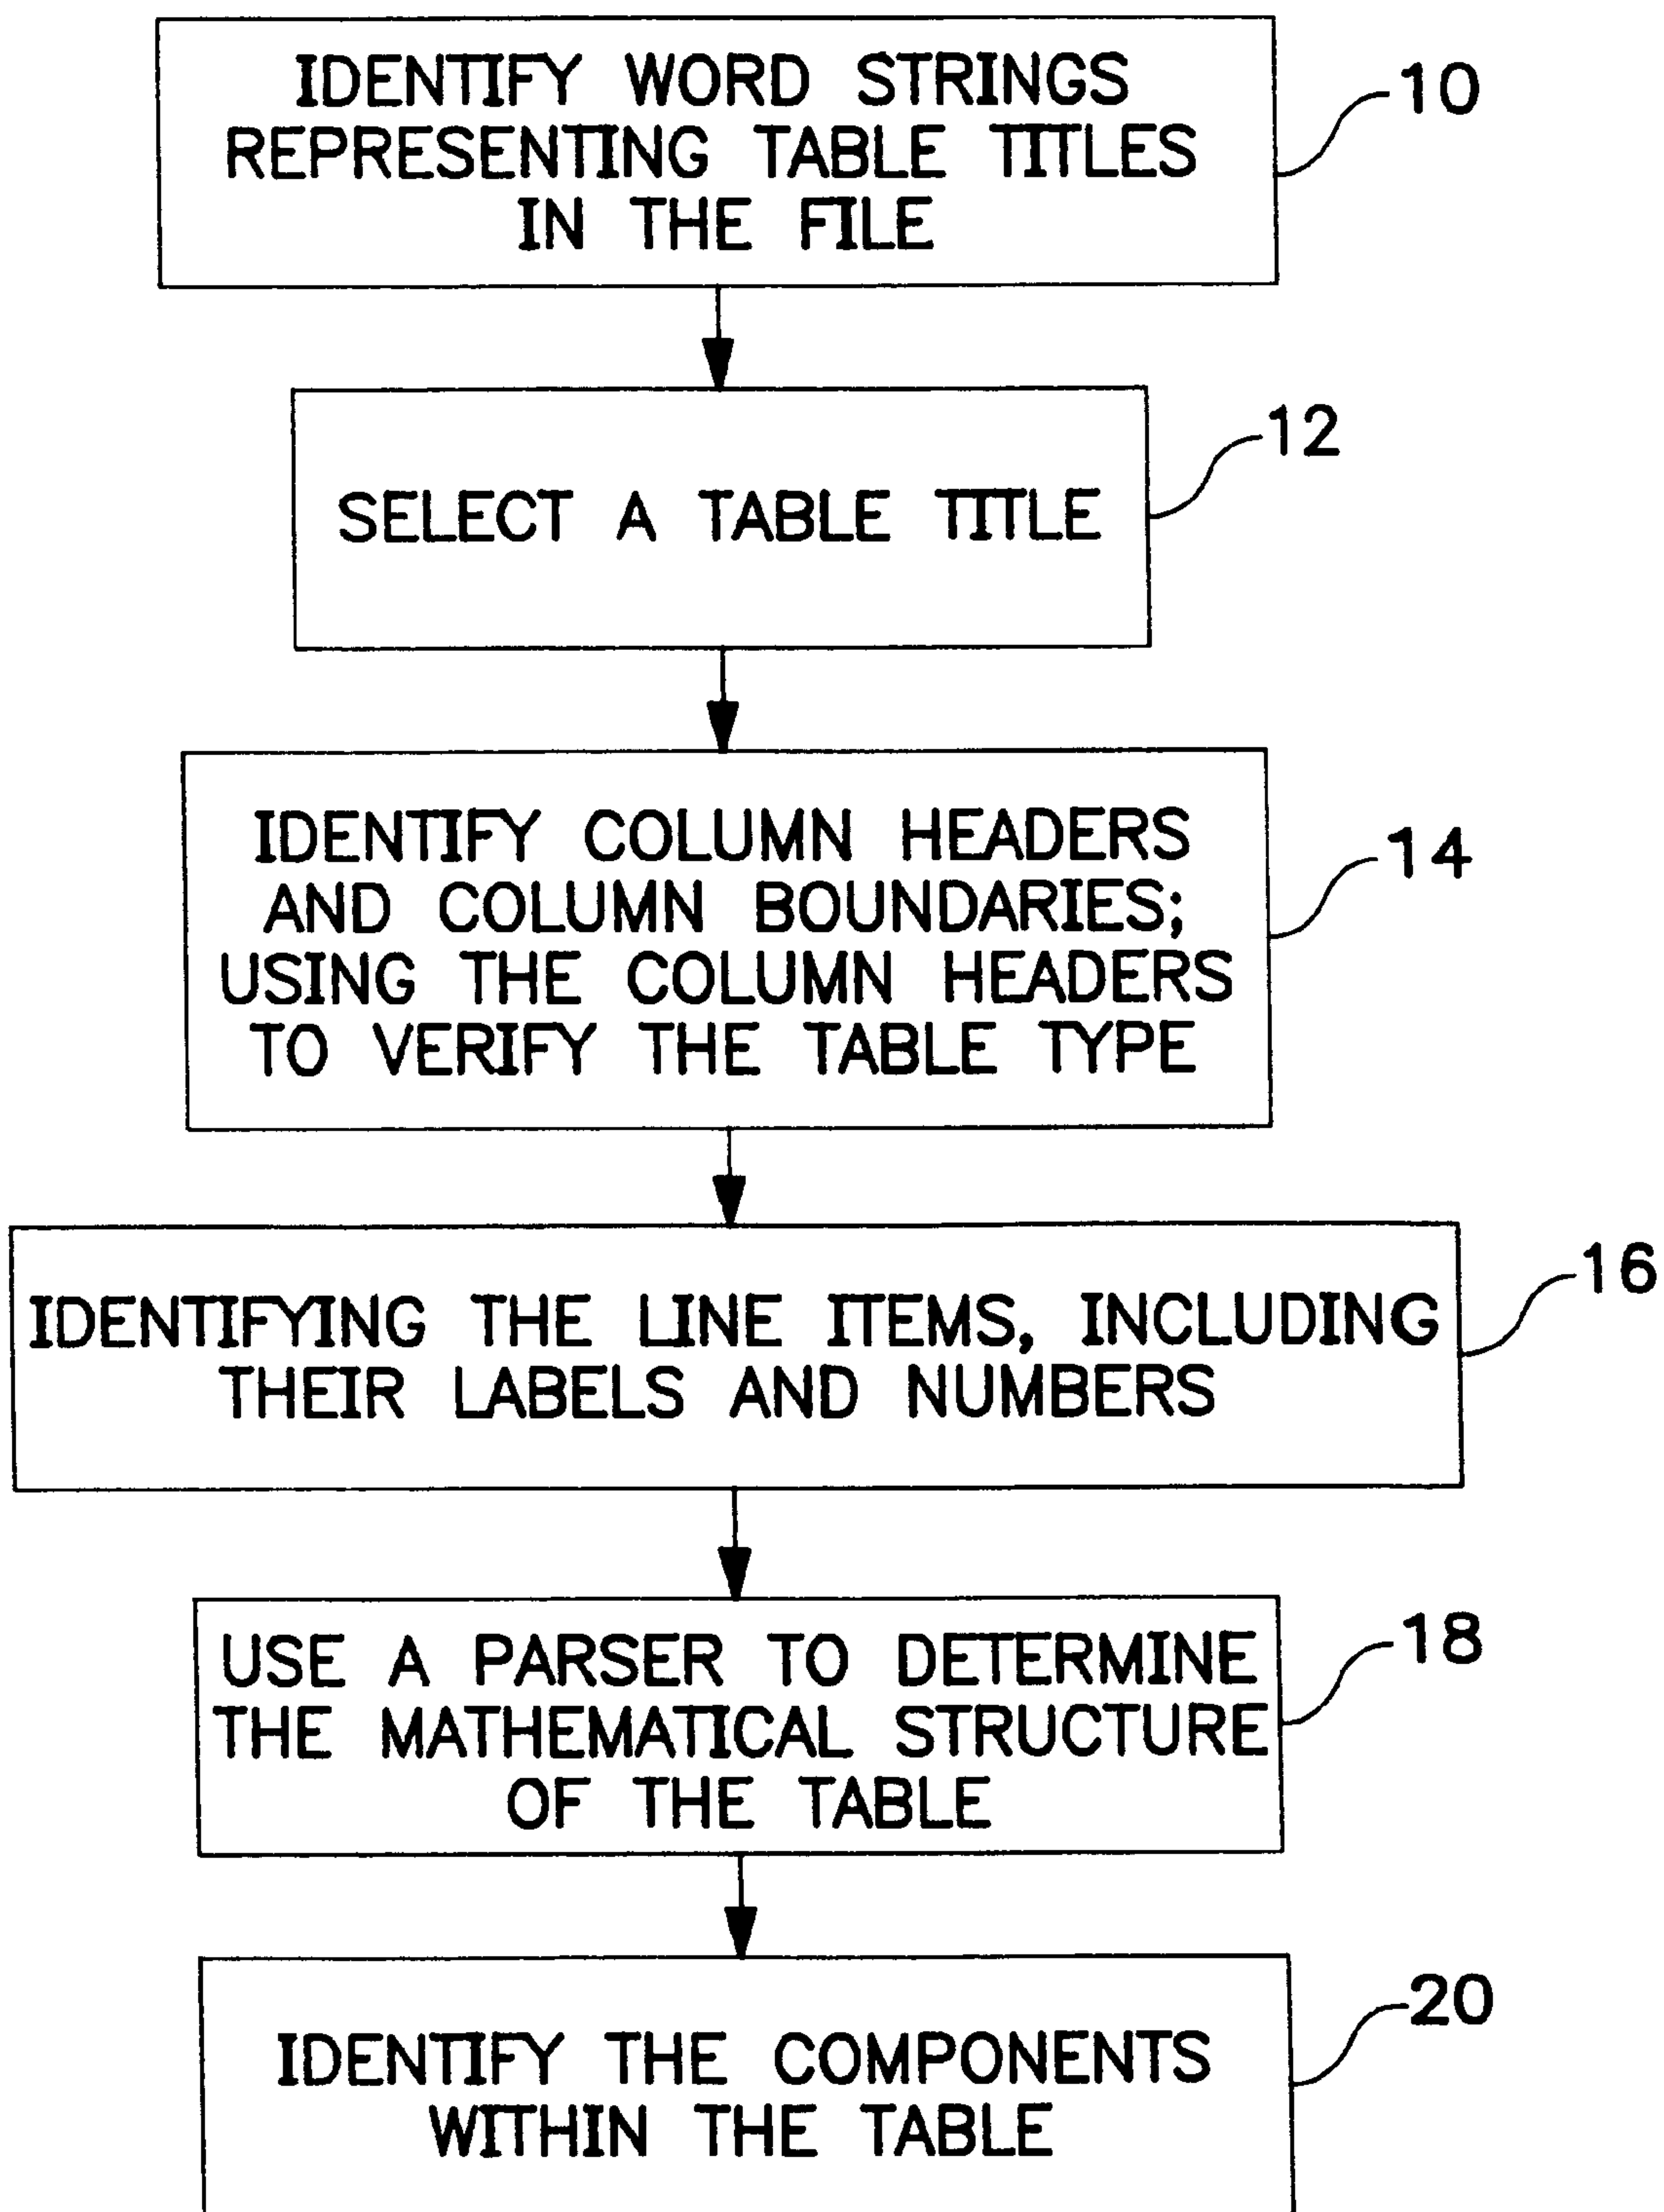 IDENTIFY WORD STRINGS
REPRESENTING TABLE TITLES
IN THE FILE
10
SELECT A TABLE TITLE
12
IDENTIFY COLUMN HEADERS
AND COLUMN BOUNDARIES;
USING THE COLUMN HEADERS
TO VERIFY THE TABLE TYPE
14
IDENTIFYING THE LINE ITEMS, INCLUDING
THEIR LABELS AND NUMBERS
16
USE A PARSER TO DETERMINE
THE MATHEMATICAL STRUCTURE
OF THE TABLE
18
IDENTIFY THE COMPONENTS
WITHIN THE TABLE
20